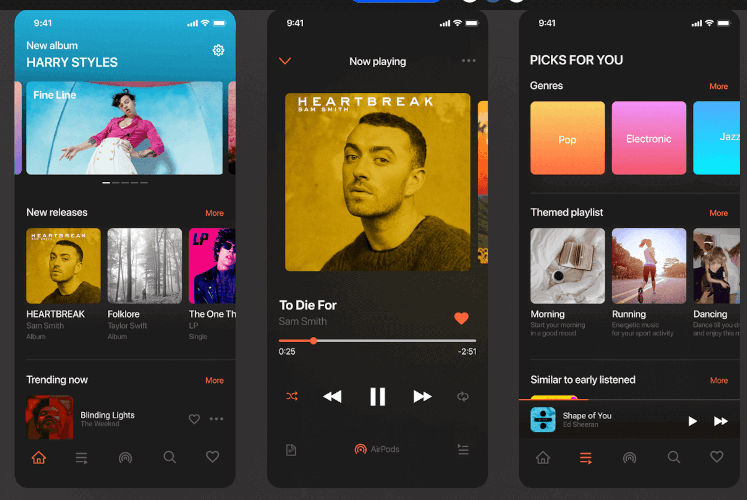 9:41
New album
HARRY STYLES
Fine Line
New releases
More
HEARTBREAK
SAM SMITH
LP
HEARTBREAK
Sam Smith
Album
Folklore
Taylor Swift
Album
The One Th
LP
Single
Trending now
More
Blinding Lights
The Weeknd
9:41
Now playing
HEARTBREAK
SAM SMITH
To Die For
Sam Smith
0:25
-2:51
AirPods
9:41
PICKS FOR YOU
Genres
More
Pop
Electronic
Jazz
Themed playlist
More
Morning
Start your morning
in a good mood
Running
Energetic music
for your sport activity
Dancing
Dance till you d
and enjoy this m
Similar to early listened
More
Shape of You
Ed Sheeran